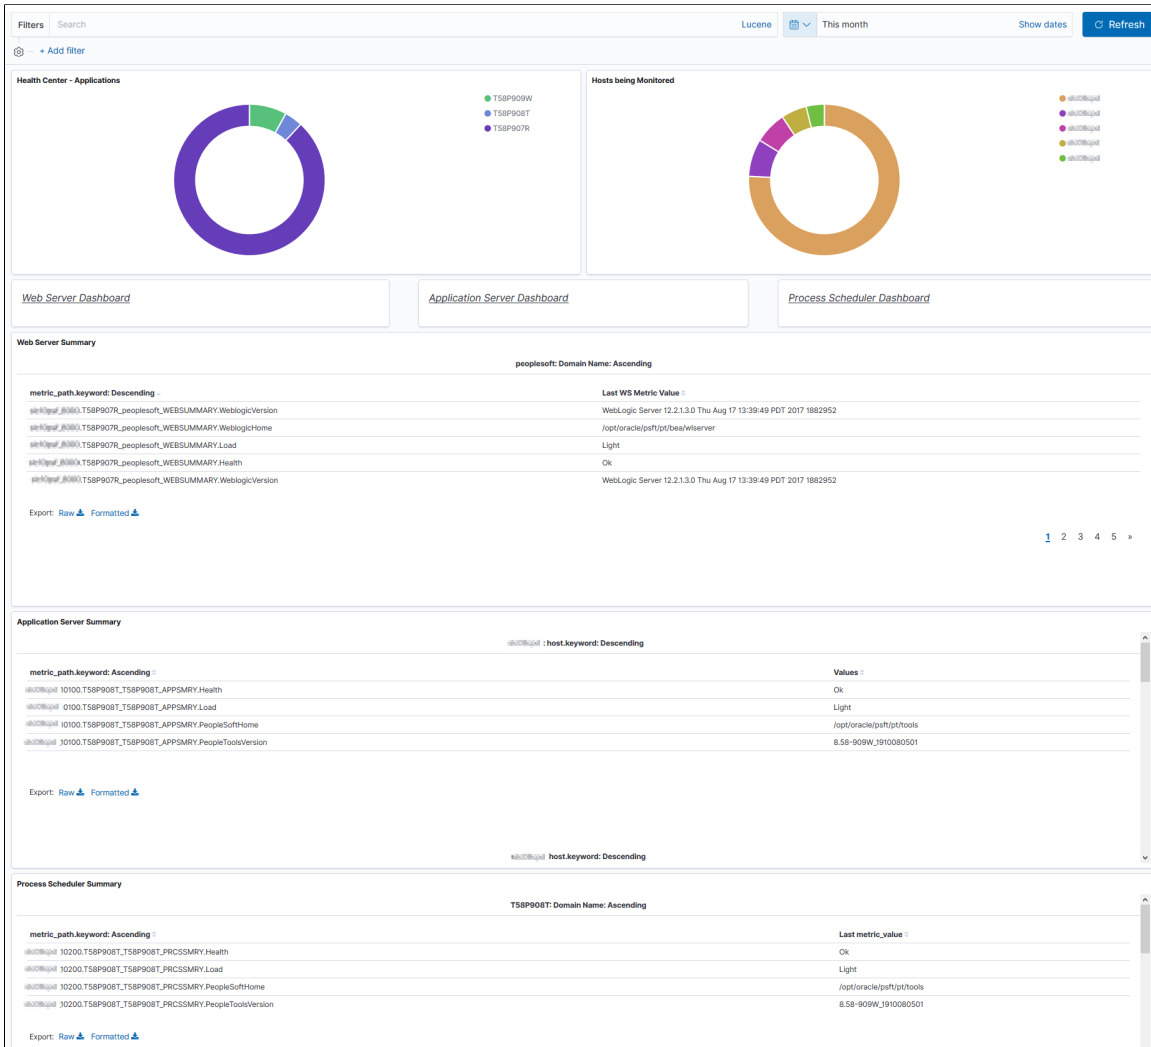 Filters Search Lucene This month Show dates Refresh
+ Add filter
Health Center - Applications
T58P909W
T58P908T
T58P907R
Hosts being Monitored
Web Server Dashboard Application Server Dashboard Process Scheduler Dashboard
Web Server Summary
peoplesoft: Domain Name: Ascending
metric_path.keyword: Descending Last WS Metric Value
.T58P907R_peoplesoft_WEBSUMMARY.WeblogicVersion WebLogic Server 12.2.1.3.0 Thu Aug 17 13:39:49 PDT 2017 1882952
.T58P907R_peoplesoft_WEBSUMMARY.WeblogicHome /opt/oracle/psft/pt/bea/wlserver
.T58P907R_peoplesoft_WEBSUMMARY.Load Light
.T58P907R_peoplesoft_WEBSUMMARY.Health Ok
.T58P907R_peoplesoft_WEBSUMMARY.WeblogicVersion WebLogic Server 12.2.1.3.0 Thu Aug 17 13:39:49 PDT 2017 1882952
Export: Raw Formatted
1 2 3 4 5 »
Application Server Summary
: host.keyword: Descending
metric_path.keyword: Ascending Values
10100.T58P908T_T58P908T_APPSMRY.Health Ok
0100.T58P908T_T58P908T_APPSMRY.Load Light
10100.T58P908T_T58P908T_APPSMRY.PeopleSoftHome /opt/oracle/psft/pt/tools
10100.T58P908T_T58P908T_APPSMRY.PeopleToolsVersion 8.58-909W_1910080501
Export: Raw Formatted
host.keyword: Descending
Process Scheduler Summary
T58P908T: Domain Name: Ascending
metric_path.keyword: Ascending Last metric_value
10200.T58P908T_T58P908T_PRCSSMRY.Health Ok
10200.T58P908T_T58P908T_PRCSSMRY.Load Light
10200.T58P908T_T58P908T_PRCSSMRY.PeopleSoftHome /opt/oracle/psft/pt/tools
10200.T58P908T_T58P908T_PRCSSMRY.PeopleToolsVersion 8.58-909W_1910080501
Export: Raw Formatted